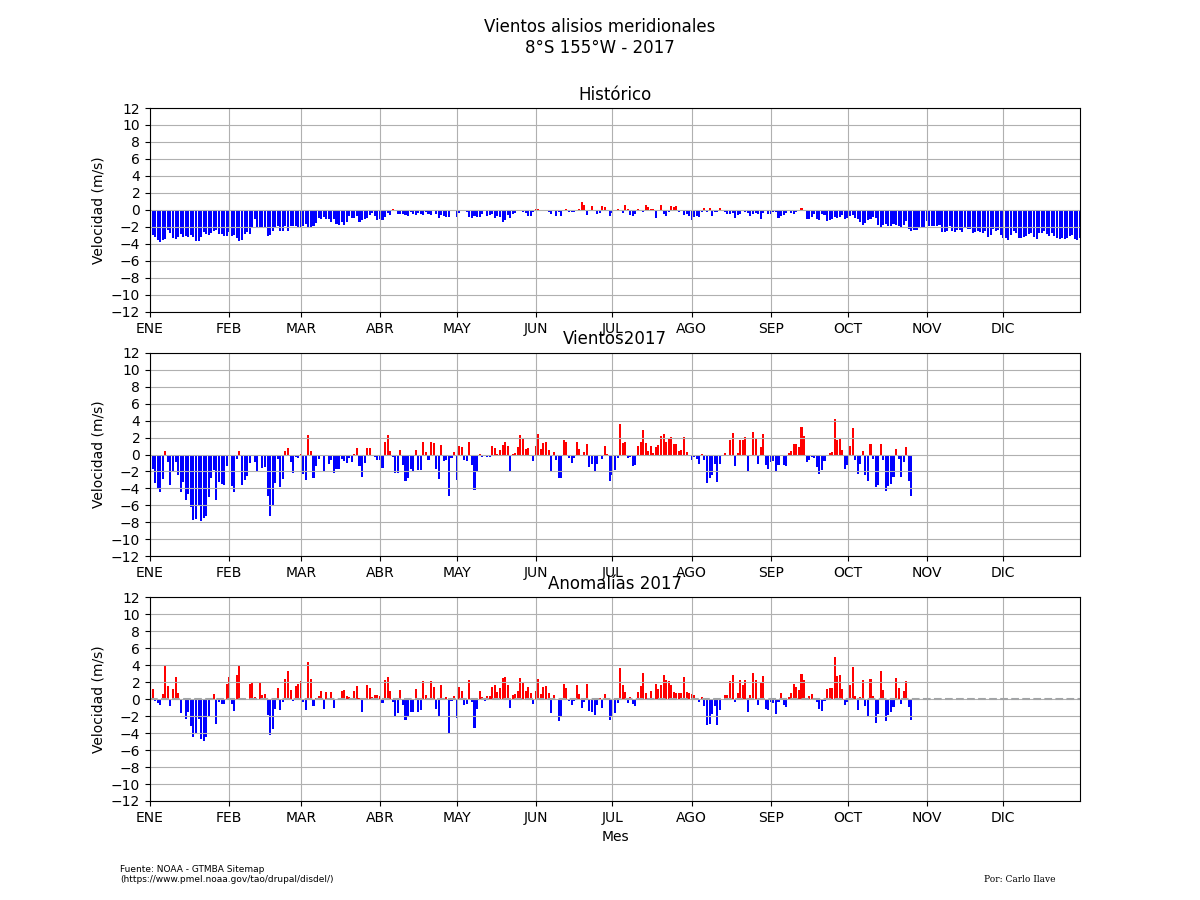 Vientos alisios meridionales
8°S 155°W - 2017
Histórico
12
10
8
6
4
2
0
−2
−4
−6
−8
−10
−12
Velocidad (m/s)
ENE FEB MAR ABR MAY JUN JUL AGO SEP OCT NOV DIC
Vientos2017
12
10
8
6
4
2
0
−2
−4
−6
−8
−10
−12
Velocidad (m/s)
ENE FEB MAR ABR MAY JUN JUL AGO SEP OCT NOV DIC
Anomalías 2017
12
10
8
6
4
2
0
−2
−4
−6
−8
−10
−12
Velocidad (m/s)
ENE FEB MAR ABR MAY JUN JUL AGO SEP OCT NOV DIC
Mes
Fuente: NOAA - GTMBA Sitemap
(https://www.pmel.noaa.gov/tao/drupal/disdel/)
Por: Carlo Ilave